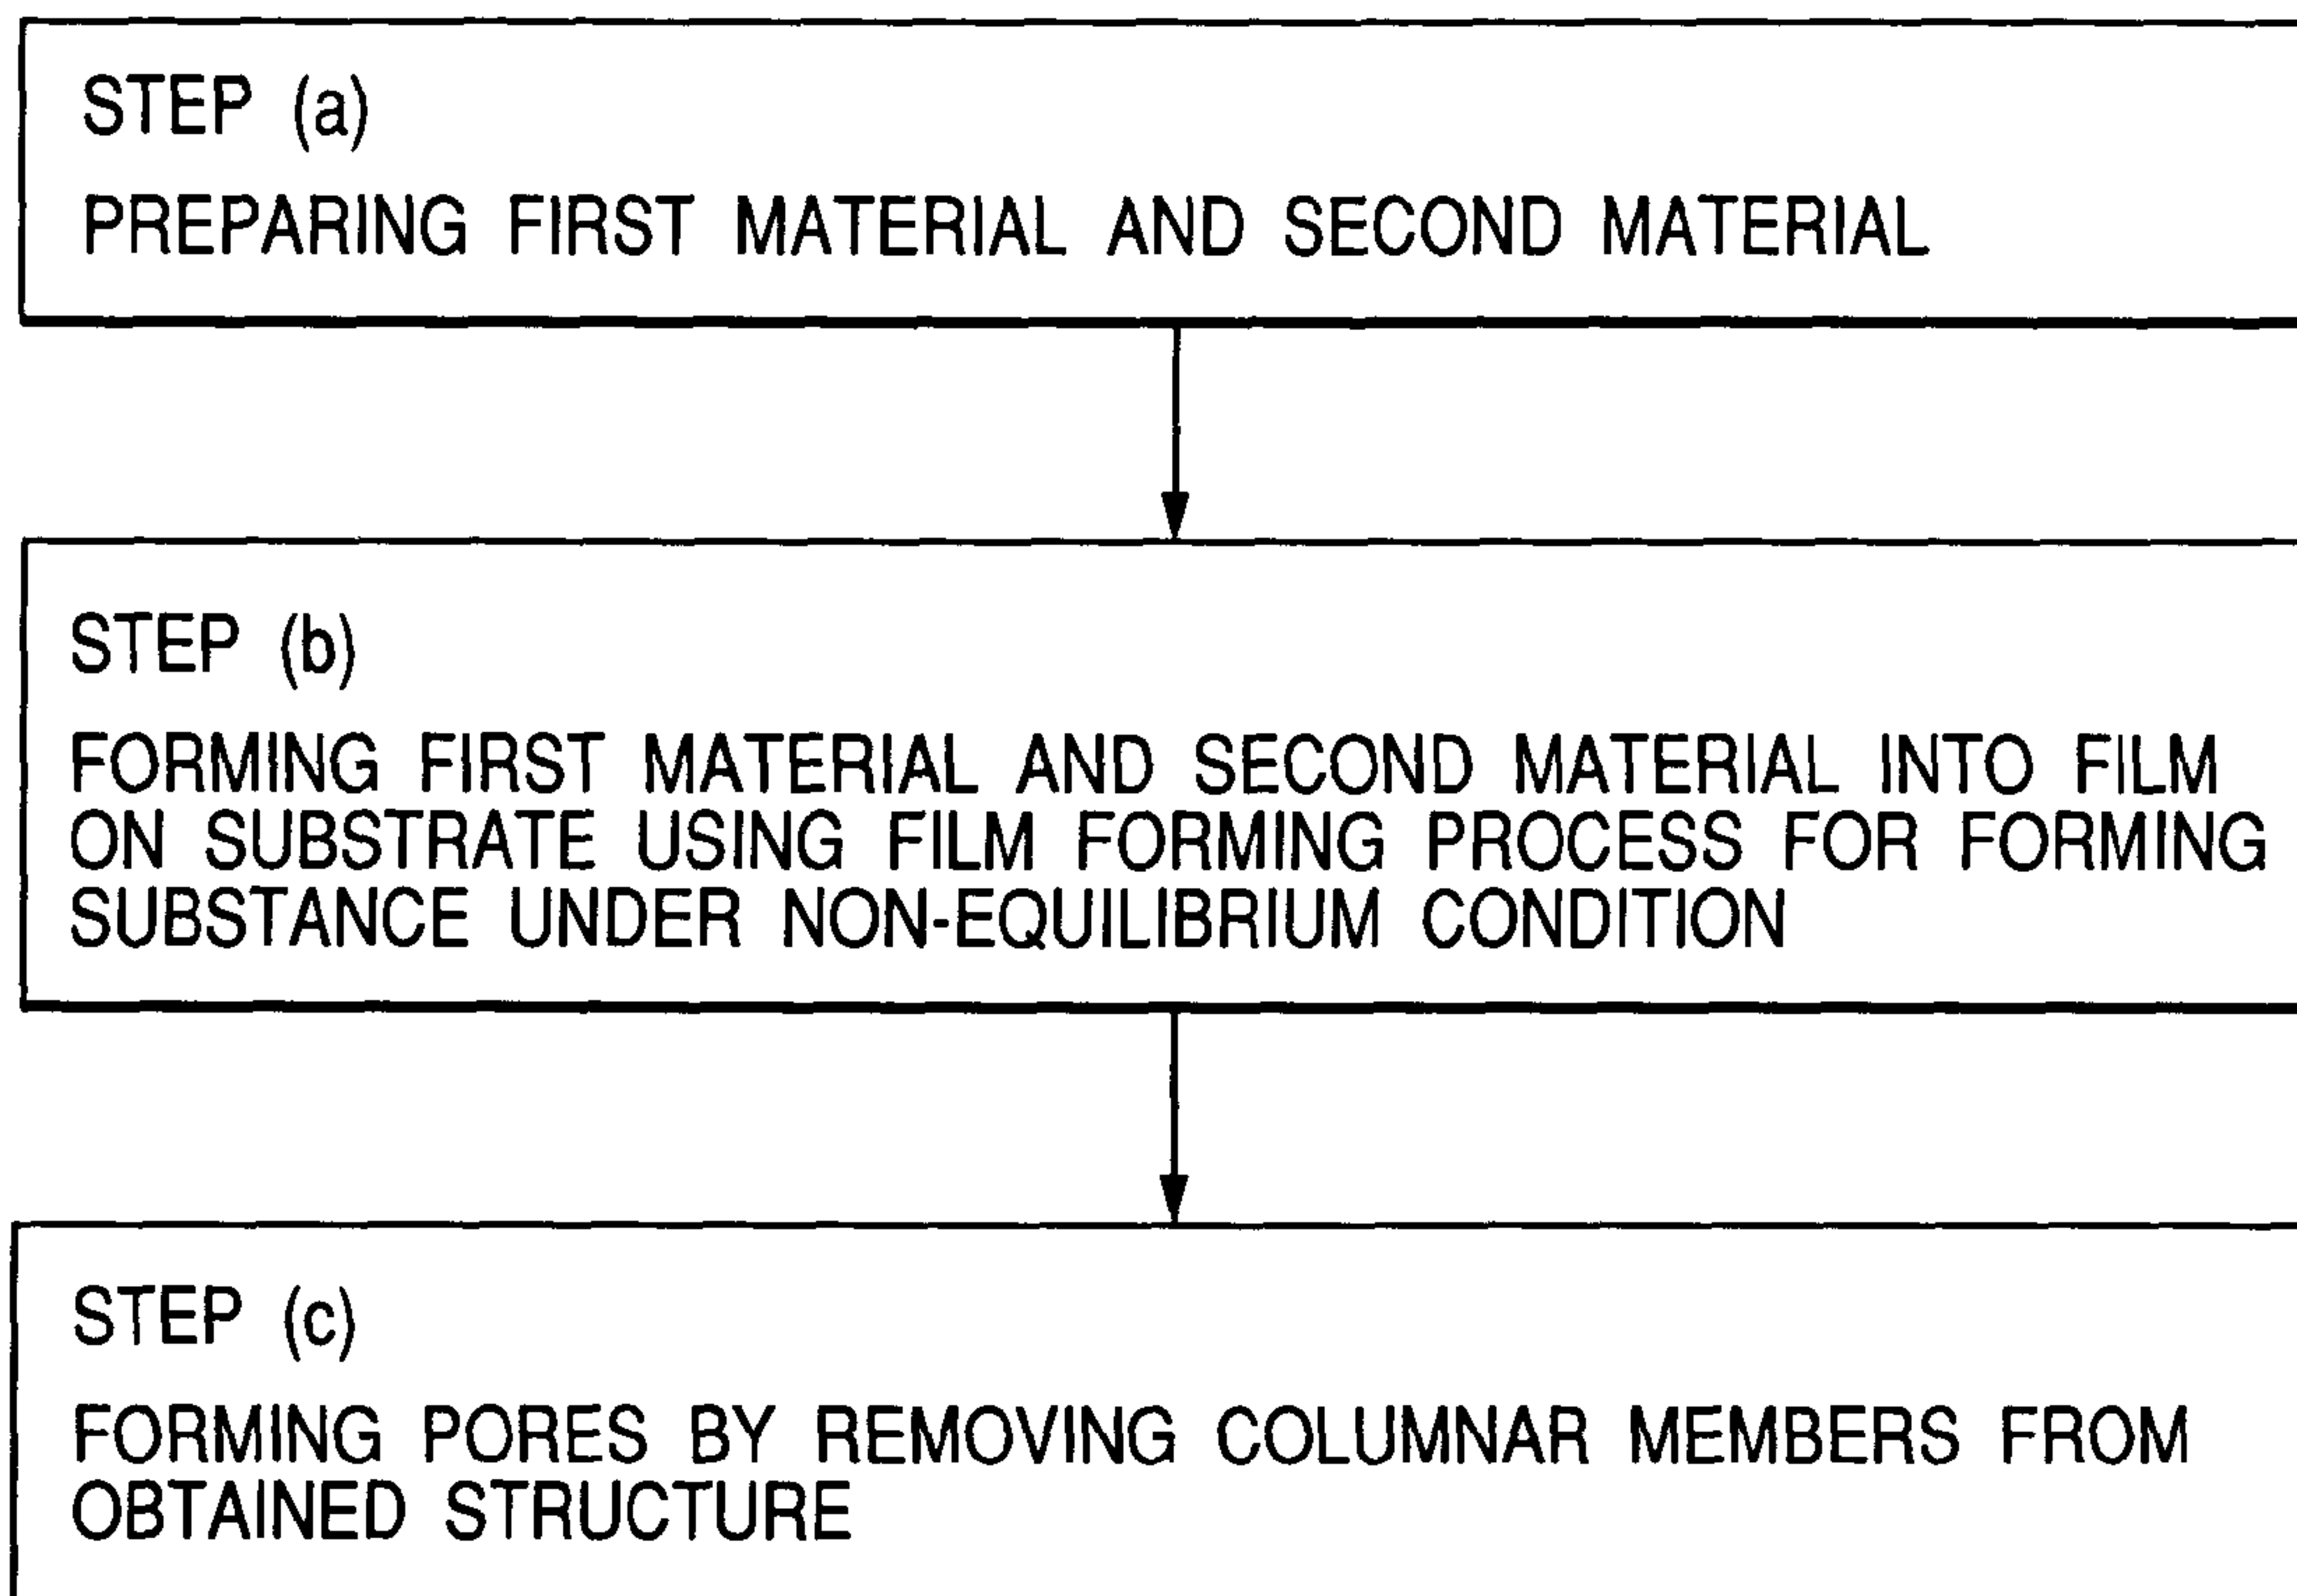 STEP (a)
PREPARING FIRST MATERIAL AND SECOND MATERIAL
STEP (b)
FORMING FIRST MATERIAL AND SECOND MATERIAL INTO FILM
ON SUBSTRATE USING FILM FORMING PROCESS FOR FORMING
SUBSTANCE UNDER NON-EQUILIBRIUM CONDITION
STEP (c)
FORMING PORES BY REMOVING COLUMNAR MEMBERS FROM
OBTAINED STRUCTURE